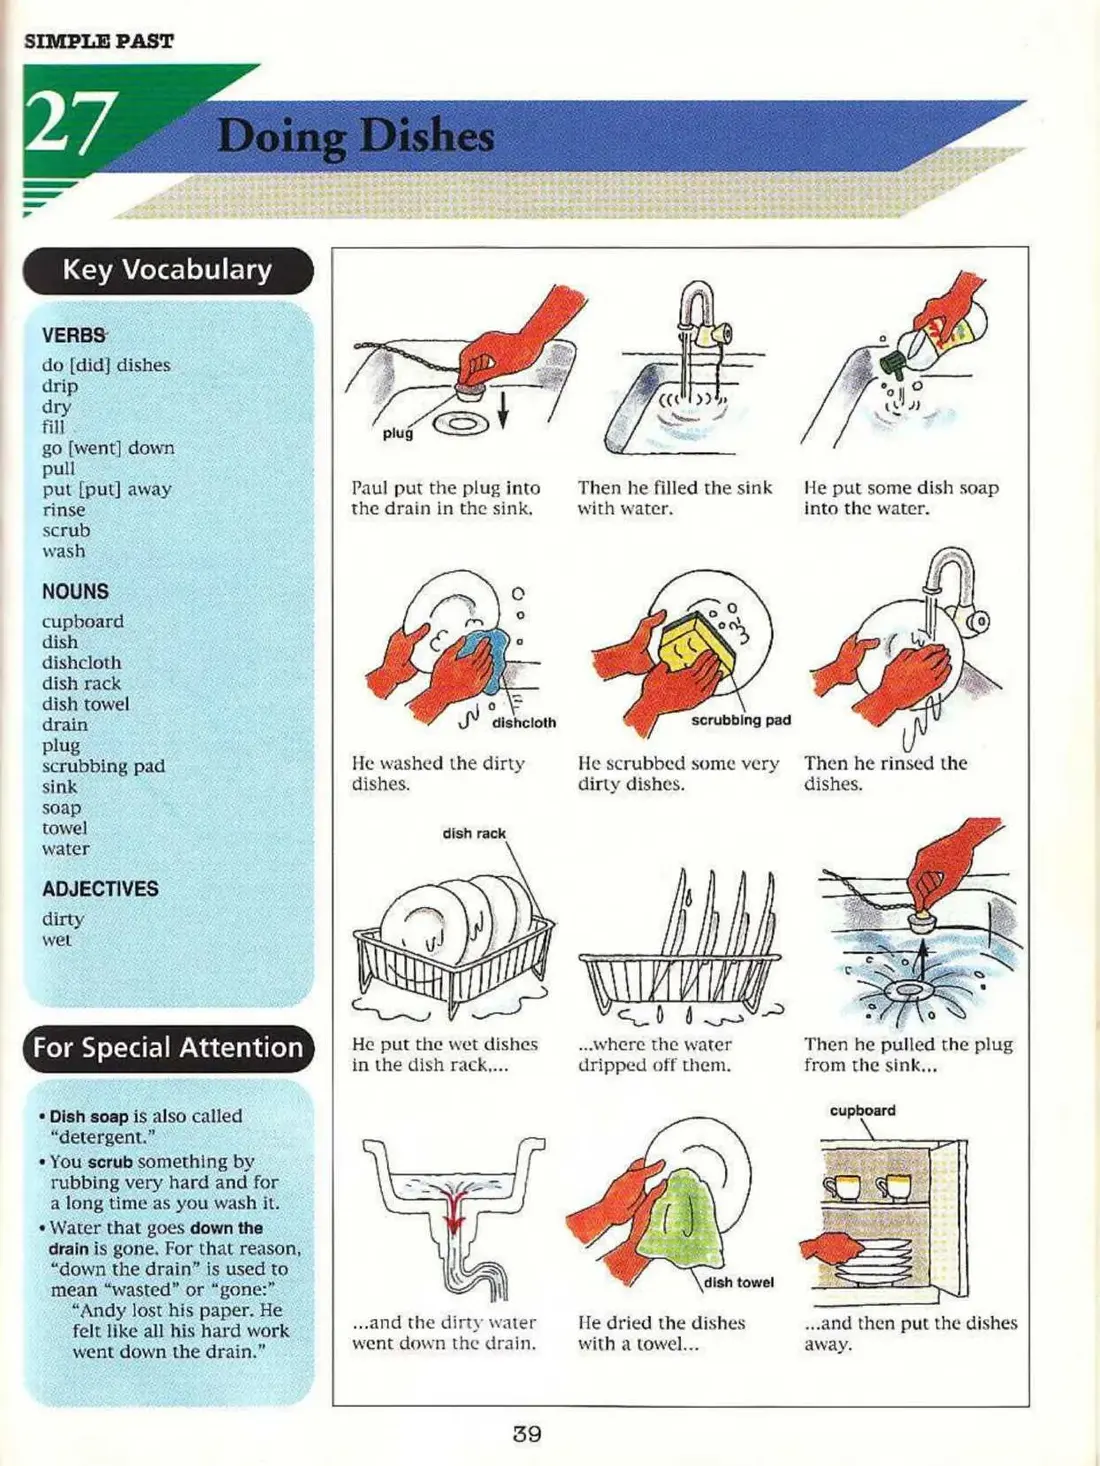 SIMPLE PAST
27
Doing Dishes
Key Vocabulary
VERBS
do [did] dishes
drip
dry
fill
go [went] down
pull
put [put] away
rinse
scrub
wash
NOUNS
cupboard
dish
dishcloth
dish rack
dish towel
drain
plug
scrubbing pad
sink
soap
towel
water
ADJECTIVES
dirty
wet
For Special Attention
• Dish soap is also called
"detergent."
• You scrub something by
rubbing very hard and for
a long time as you wash it.
• Water that goes down the
drain is gone. For that reason,
"down the drain" is used to
mean "wasted" or "gone:"
"Andy lost his paper. He
felt like all his hard work
went down the drain."
plug
Paul put the plug into
the drain in the sink.
Then he filled the sink
with water.
He put some dish soap
into the water.
dishcloth
He washed the dirty
dishes.
scrubbing pad
He scrubbed some very
dirty dishes.
Then he rinsed the
dishes.
dish rack
He put the wet dishes
in the dish rack,...
...where the water
dripped off them.
Then he pulled the plug
from the sink...
...and the dirty water
went down the drain.
dish towel
He dried the dishes
with a towel...
cupboard
...and then put the dishes
away.
39